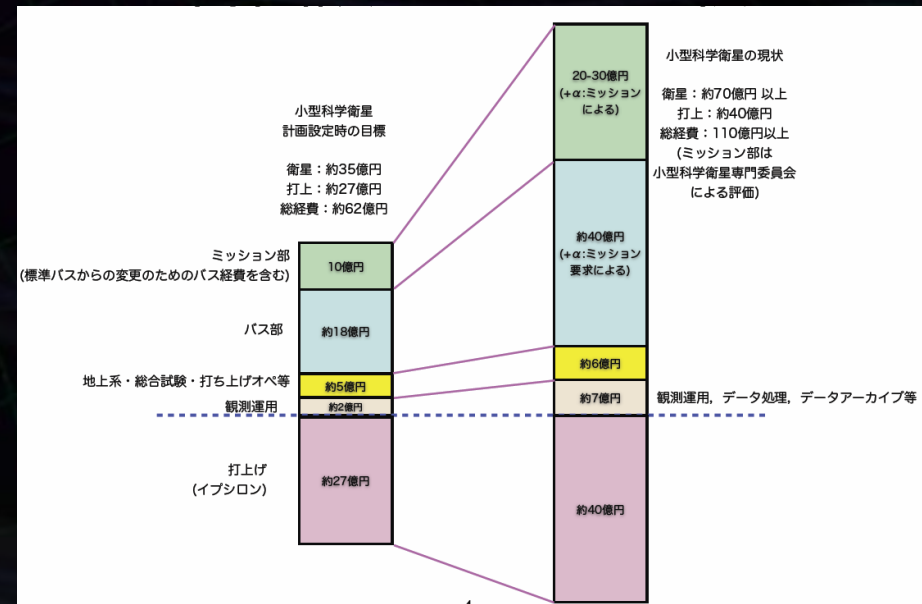 小型科学衛星
計画設定時の目標
衛星：約35億円
打上：約27億円
総経費：約62億円
ミッション部
(標準バスからの変更のためのバス経費を含む)
バス部
地上系・総合試験・打ち上げオペ等
観測運用
打上げ
(イプシロン)
10億円
約18億円
約5億円
約2億円
約27億円
20-30億円
(+α:ミッション
による)
約40億円
(+α:ミッション
要求による)
約6億円
約7億円
約40億円
小型科学衛星の現状
衛星：約70億円 以上
打上：約40億円
総経費：110億円以上
(ミッション部は
小型科学衛星専門委員会
による評価)
観測運用，データ処理，データアーカイブ等